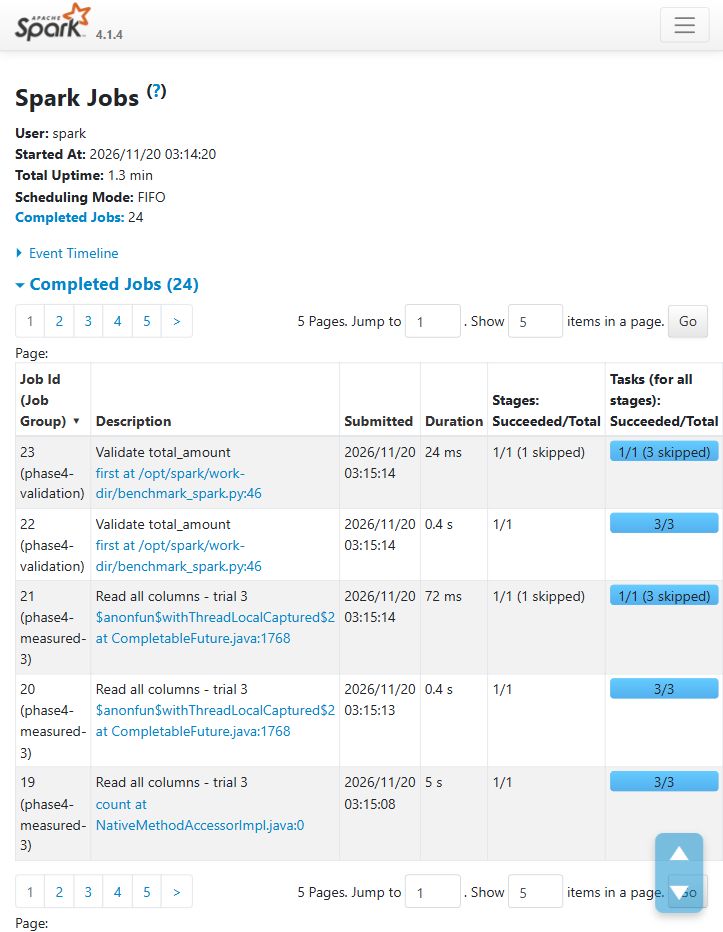 APACHE
Spark 4.1.4
Spark Jobs (?)
User: spark
Started At: 2026/11/20 03:14:20
Total Uptime: 1.3 min
Scheduling Mode: FIFO
Completed Jobs: 24
Event Timeline
Completed Jobs (24)
1 2 3 4 5 > 5 Pages. Jump to 1 . Show 5 items in a page. Go
Page:
Job Id (Job Group) ▾ Description Submitted Duration Stages: Succeeded/Total Tasks (for all stages): Succeeded/Total
23 (phase4-validation) Validate total_amount first at /opt/spark/work-dir/benchmark_spark.py:46 2026/11/20 03:15:14 24 ms 1/1 (1 skipped) 1/1 (3 skipped)
22 (phase4-validation) Validate total_amount first at /opt/spark/work-dir/benchmark_spark.py:46 2026/11/20 03:15:14 0.4 s 1/1 3/3
21 (phase4-measured-3) Read all columns - trial 3 $anonfun$withThreadLocalCaptured$2 at CompletableFuture.java:1768 2026/11/20 03:15:14 72 ms 1/1 (1 skipped) 1/1 (3 skipped)
20 (phase4-measured-3) Read all columns - trial 3 $anonfun$withThreadLocalCaptured$2 at CompletableFuture.java:1768 2026/11/20 03:15:13 0.4 s 1/1 3/3
19 (phase4-measured-3) Read all columns - trial 3 count at NativeMethodAccessorImpl.java:0 2026/11/20 03:15:08 5 s 1/1 3/3
1 2 3 4 5 > 5 Pages. Jump to 1 . Show 5 items in a page. Go
Page: